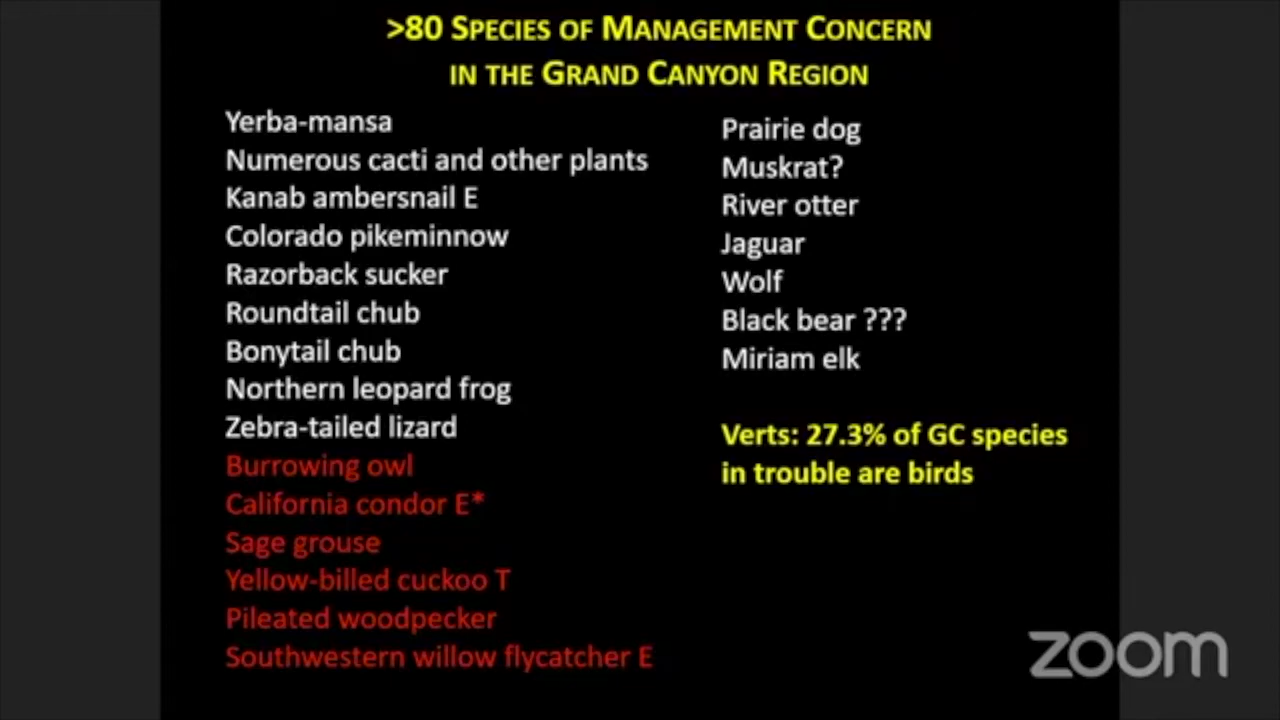 >80 SPECIES OF MANAGEMENT CONCERN
IN THE GRAND CANYON REGION
Yerba-mansa
Numerous cacti and other plants
Kanab ambersnail E
Colorado pikeminnow
Razorback sucker
Roundtail chub
Bonytail chub
Northern leopard frog
Zebra-tailed lizard
Burrowing owl
California condor E*
Sage grouse
Yellow-billed cuckoo T
Pileated woodpecker
Southwestern willow flycatcher E
Prairie dog
Muskrat?
River otter
Jaguar
Wolf
Black bear ???
Miriam elk
Verts: 27.3% of GC species
in trouble are birds
zoom